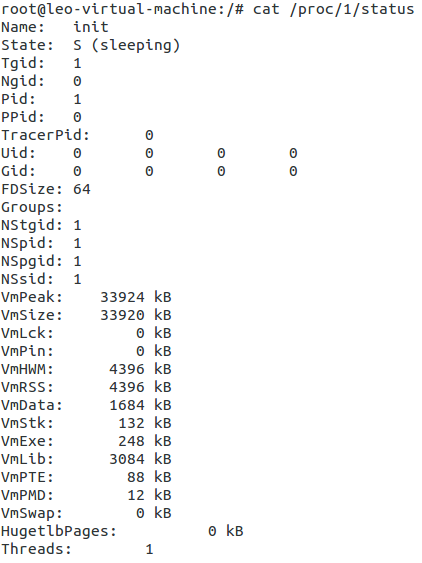 root@leo-virtual-machine:/# cat /proc/1/status
Name:   init
State:  S (sleeping)
Tgid:   1
Ngid:   0
Pid:    1
PPid:   0
TracerPid:      0
Uid:    0       0       0       0
Gid:    0       0       0       0
FDSize: 64
Groups:
NStgid: 1
NSpid:  1
NSpgid: 1
NSsid:  1
VmPeak:    33924 kB
VmSize:    33920 kB
VmLck:         0 kB
VmPin:         0 kB
VmHWM:      4396 kB
VmRSS:      4396 kB
VmData:     1684 kB
VmStk:       132 kB
VmExe:       248 kB
VmLib:      3084 kB
VmPTE:        88 kB
VmPMD:        12 kB
VmSwap:        0 kB
HugetlbPages:          0 kB
Threads:        1